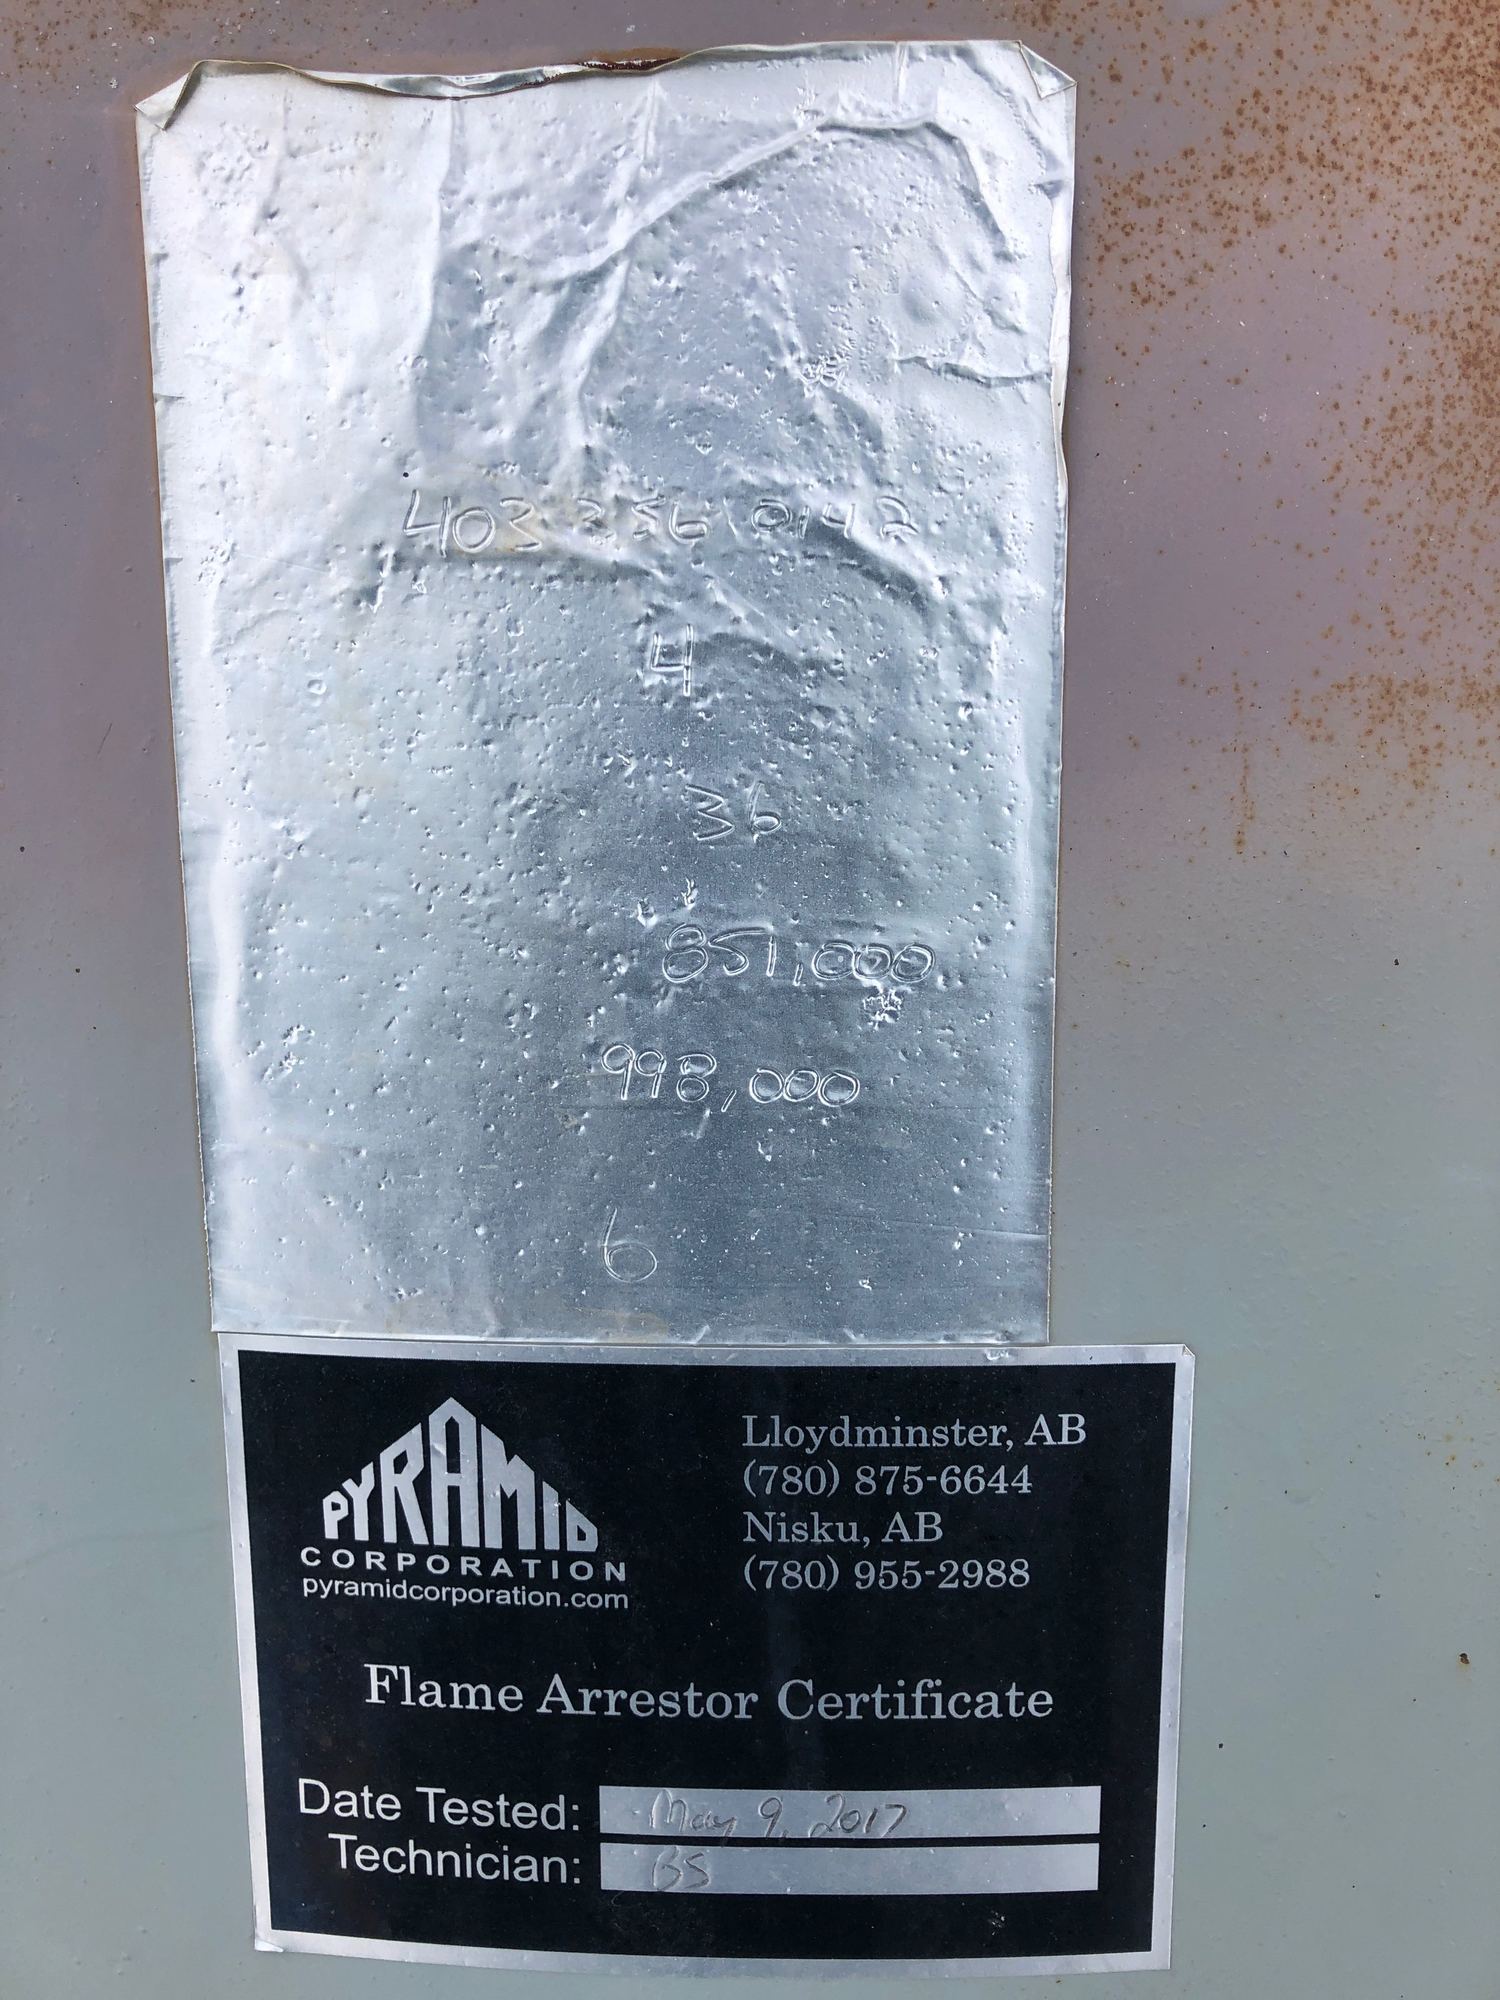 403 356 0142
4
36
851,000
998,000
6
PYRAMID
CORPORATION
pyramidcorporation.com
Lloydminster, AB
(780) 875-6644
Nisku, AB
(780) 955-2988
Flame Arrestor Certificate
Date Tested: May 9, 2017
Technician: BS